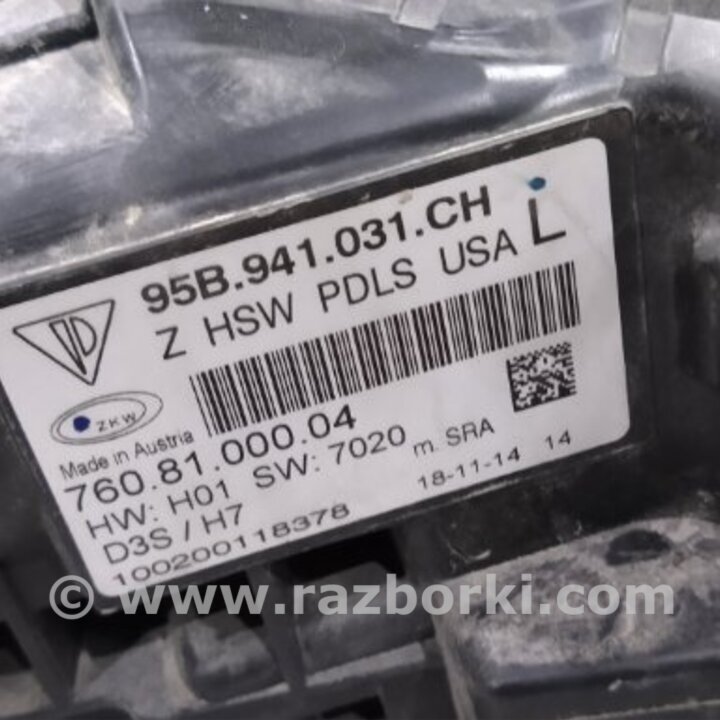 95B.941.031.CH
Z HSW PDLS USA L
ZKW
Made in Austria
760.81.000.04
HW: H01 SW: 7020 m. SRA
D3S / H7 18-11-14 14
100200118378
© www.razborki.com